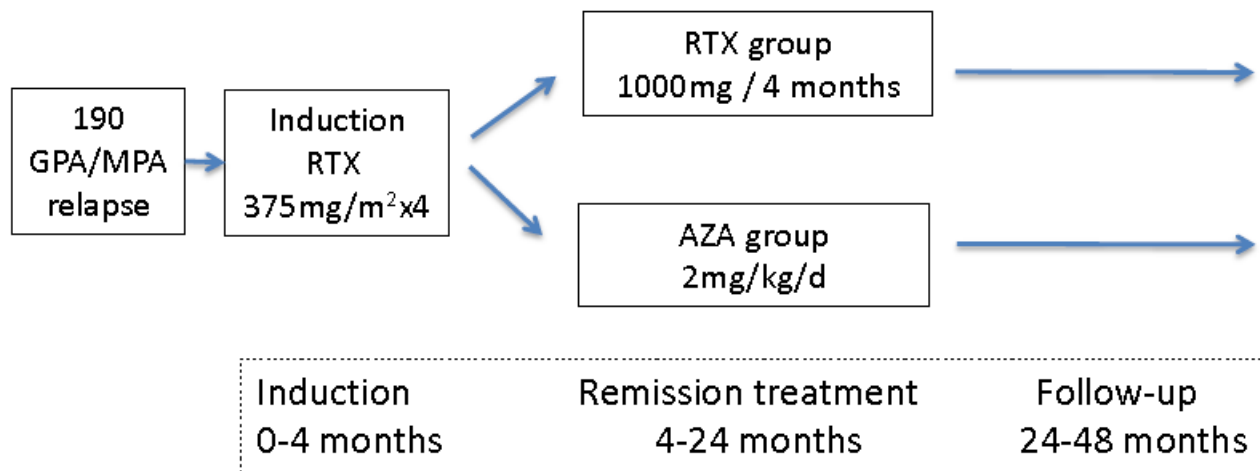 190
GPA/MPA
relapse
Induction
RTX
375mg/m²x4
RTX group
1000mg / 4 months
AZA group
2mg/kg/d
Induction
0-4 months
Remission treatment
4-24 months
Follow-up
24-48 months